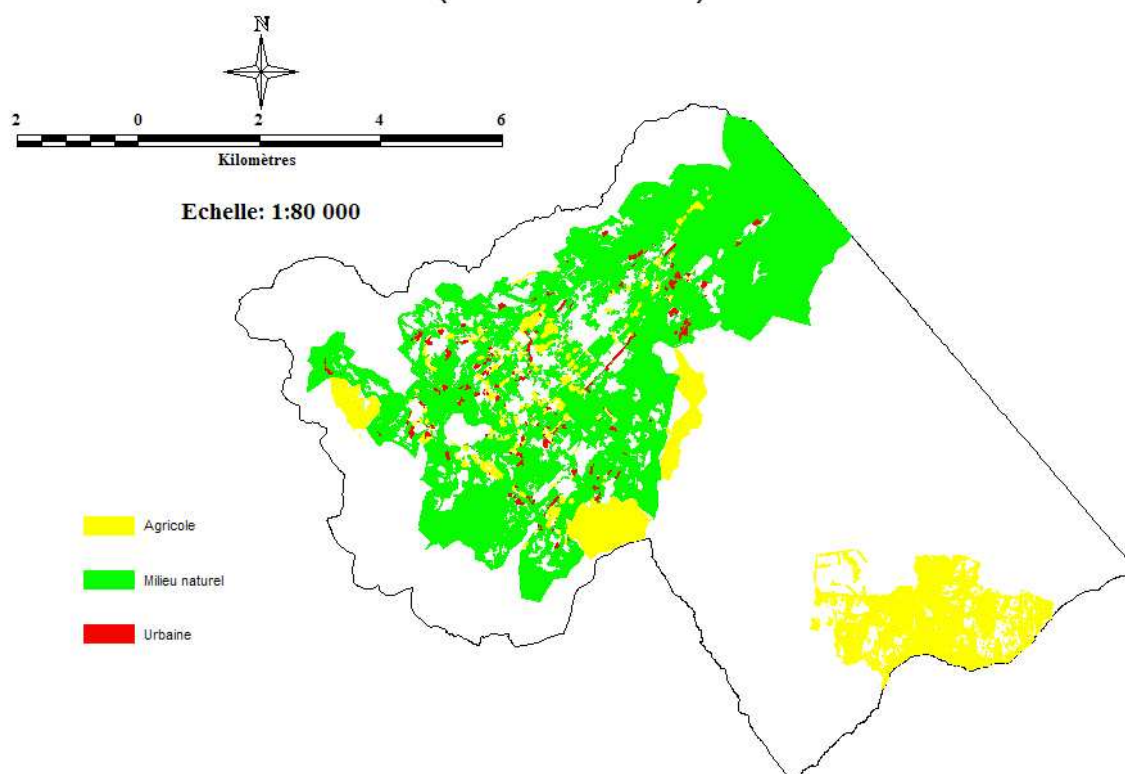 N
2 0 2 4 6
Kilomètres
Echelle: 1:80 000
Agricole
Milieu naturel
Urbaine